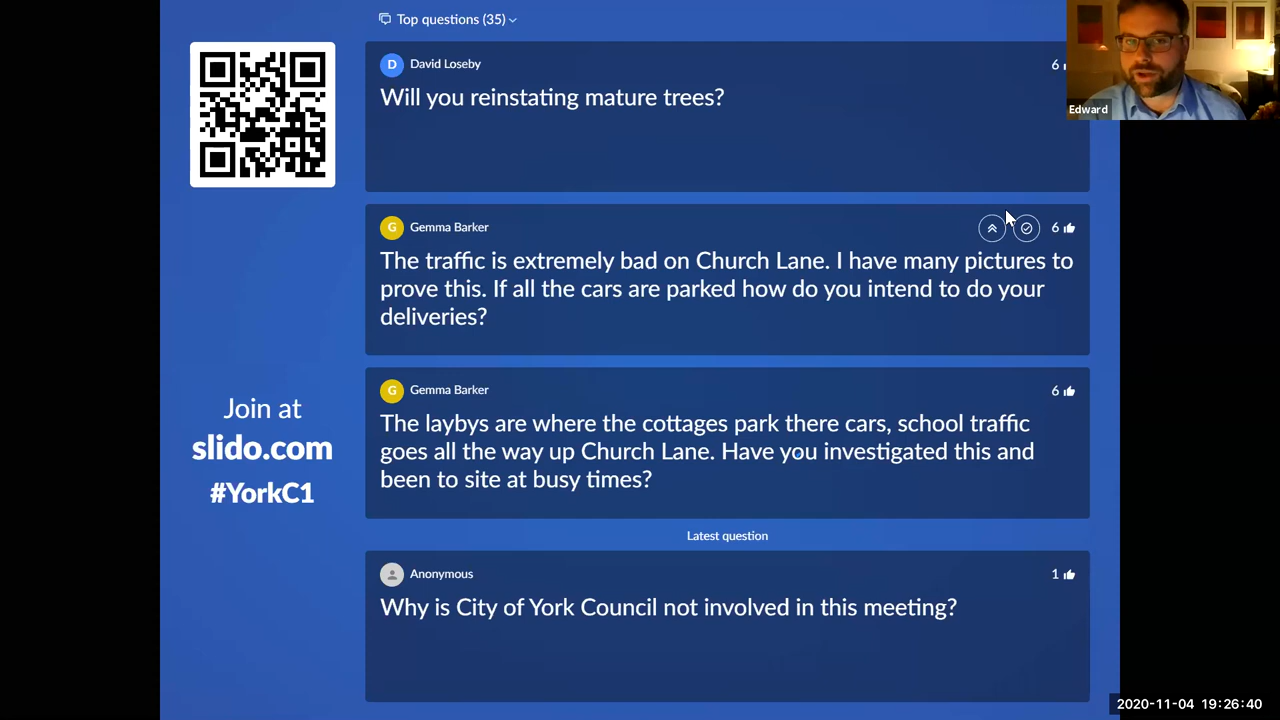 Top questions (35)
D
David Loseby
6
Will you reinstating mature trees?
Edward
G
Gemma Barker
6
The traffic is extremely bad on Church Lane. I have many pictures to
prove this. If all the cars are parked how do you intend to do your
deliveries?
G
Gemma Barker
6
The laybys are where the cottages park there cars, school traffic
goes all the way up Church Lane. Have you investigated this and
been to site at busy times?
Join at
slido.com
#YorkC1
Latest question
Anonymous
1
Why is City of York Council not involved in this meeting?
2020-11-04 19:26:40